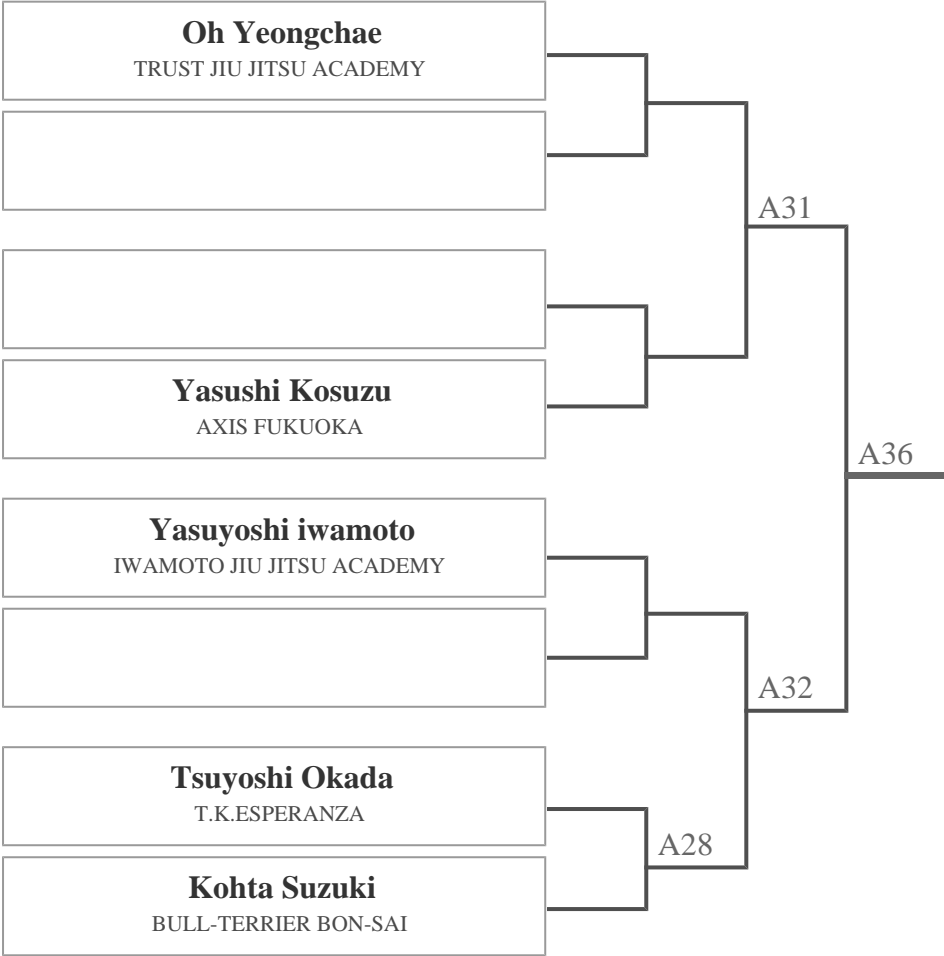 Oh Yeongchae
TRUST JIU JITSU ACADEMY
A31
Yasushi Kosuzu
AXIS FUKUOKA
A36
Yasuyoshi iwamoto
IWAMOTO JIU JITSU ACADEMY
A32
Tsuyoshi Okada
T.K.ESPERANZA
A28
Kohta Suzuki
BULL-TERRIER BON-SAI